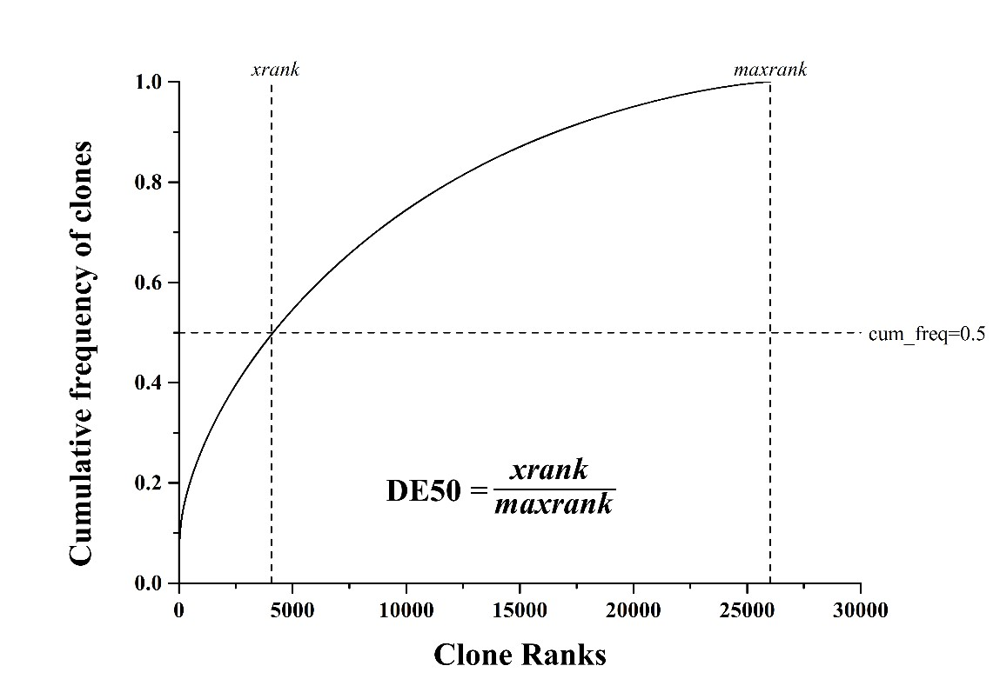 xrank
maxrank
1.0
0.8
0.6
0.4
0.2
0.0
Cumulative frequency of clones
cum_freq=0.5
DE50 = xrank
maxrank
0
5000
10000
15000
20000
25000
30000
Clone Ranks